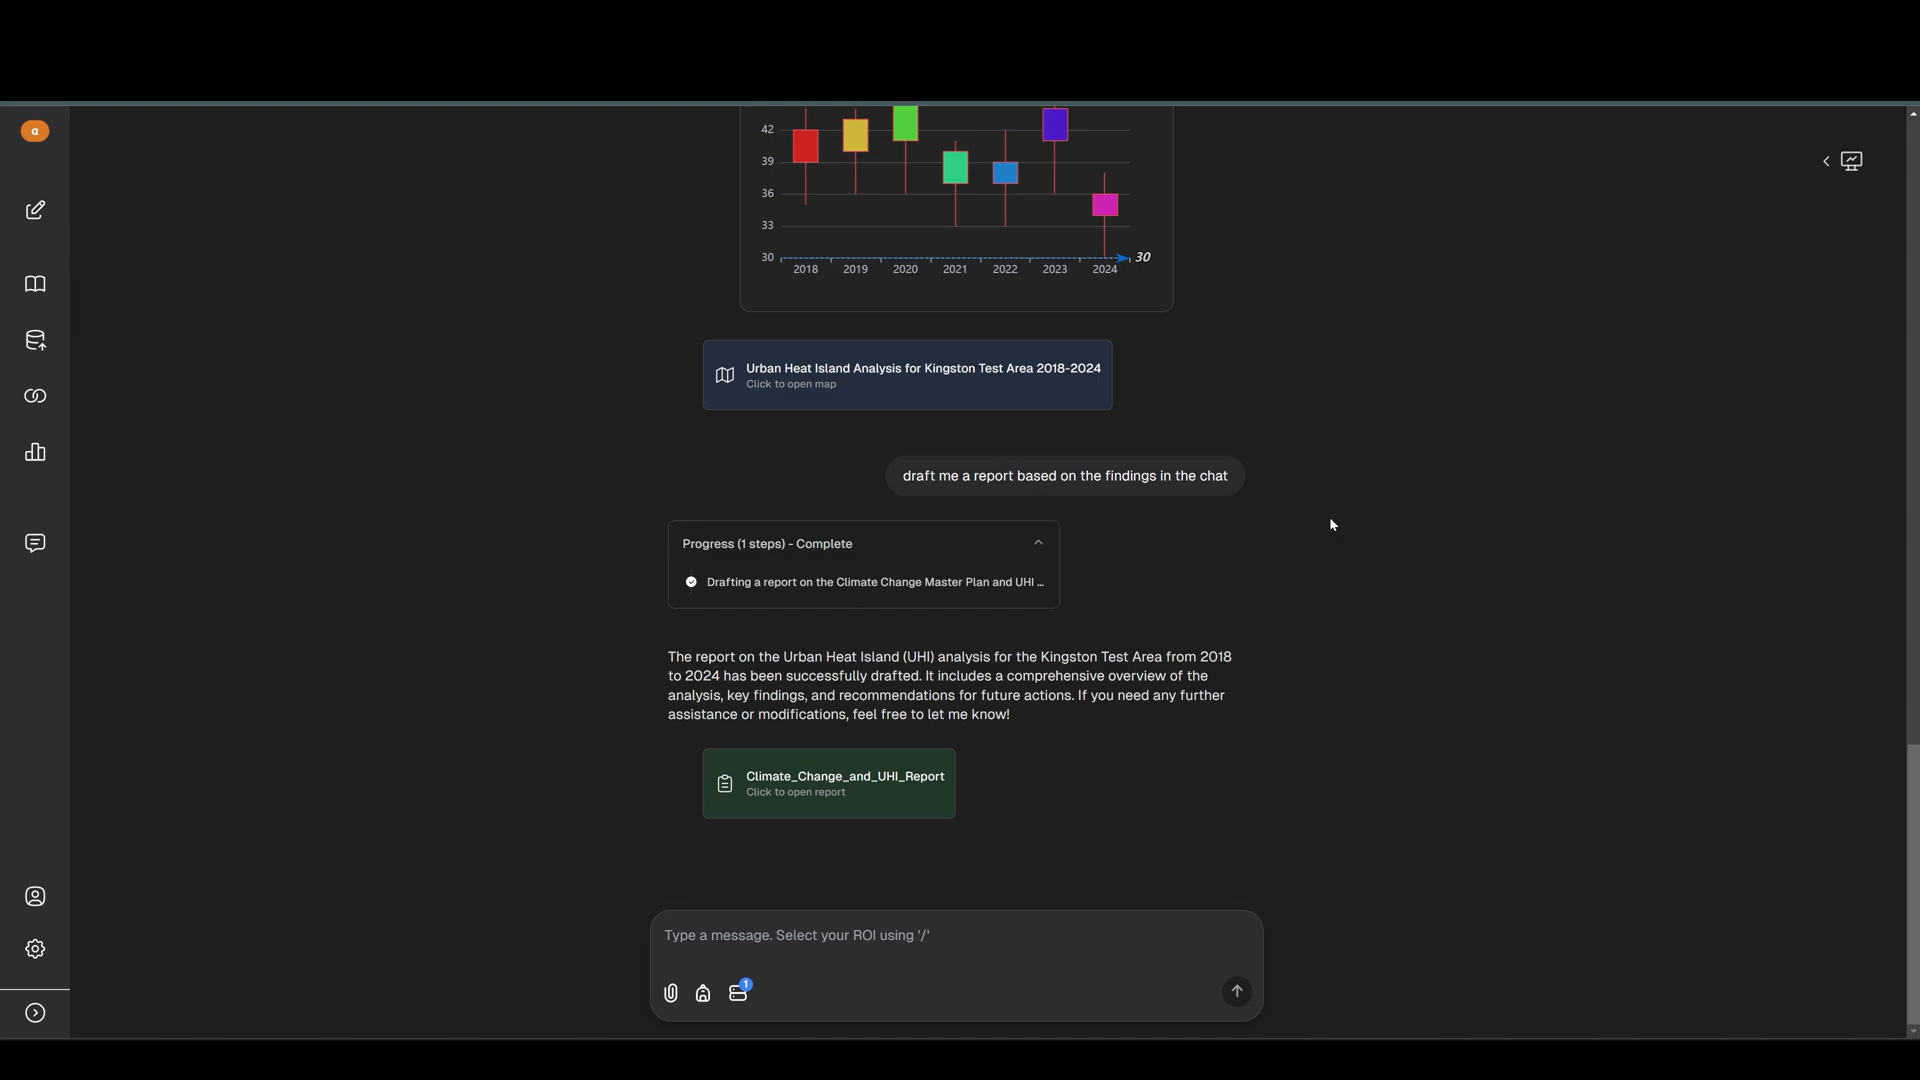 α
42
39
36
33
30
30
2018 2019 2020 2021 2022 2023 2024
Urban Heat Island Analysis for Kingston Test Area 2018-2024
Click to open map
draft me a report based on the findings in the chat
Progress (1 steps) - Complete
Drafting a report on the Climate Change Master Plan and UHI ...
The report on the Urban Heat Island (UHI) analysis for the Kingston Test Area from 2018
to 2024 has been successfully drafted. It includes a comprehensive overview of the
analysis, key findings, and recommendations for future actions. If you need any further
assistance or modifications, feel free to let me know!
Climate_Change_and_UHI_Report
Click to open report
Type a message. Select your ROI using '/'
1